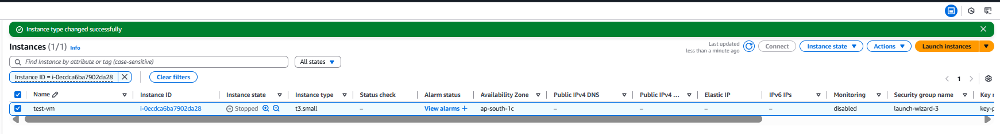 Instance type changed successfully
Instances (1/1) Info
Last updated
less than a minute ago
Connect
Instance state
Actions
Launch instances
Find Instance by attribute or tag (case-sensitive)
All states
Instance ID = i-0ecdca6ba7902da28
Clear filters
1
Name Instance ID Instance state Instance type Status check Alarm status Availability Zone Public IPv4 DNS Public IPv4 ... Elastic IP IPv6 IPs Monitoring Security group name Key
test-vm i-0ecdca6ba7902da28 Stopped t3.small – View alarms + ap-south-1c – – – – disabled launch-wizard-3 key-p